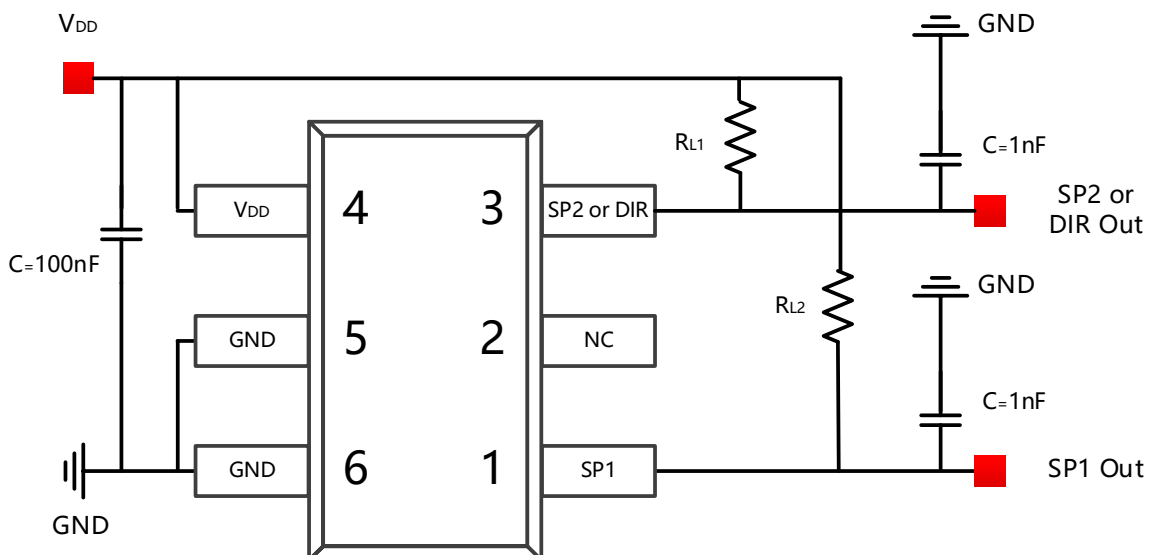 VDD
GND
RL1
C=1nF
VDD
4
3
SP2 or DIR
SP2 or
DIR Out
C=100nF
GND
RL2
GND
5
2
NC
C=1nF
GND
6
1
SP1
SP1 Out
GND